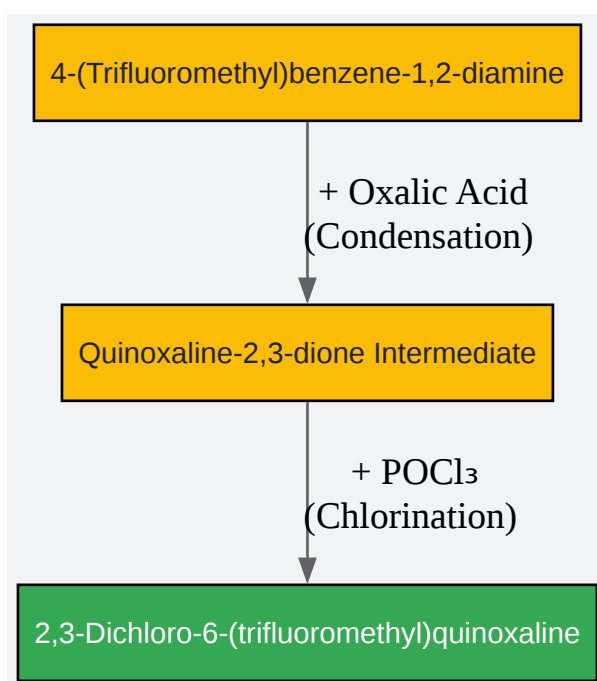 4-(Trifluoromethyl)benzene-1,2-diamine
+ Oxalic Acid
(Condensation)
Quinoxaline-2,3-dione Intermediate
+ POCl₃
(Chlorination)
2,3-Dichloro-6-(trifluoromethyl)quinoxaline